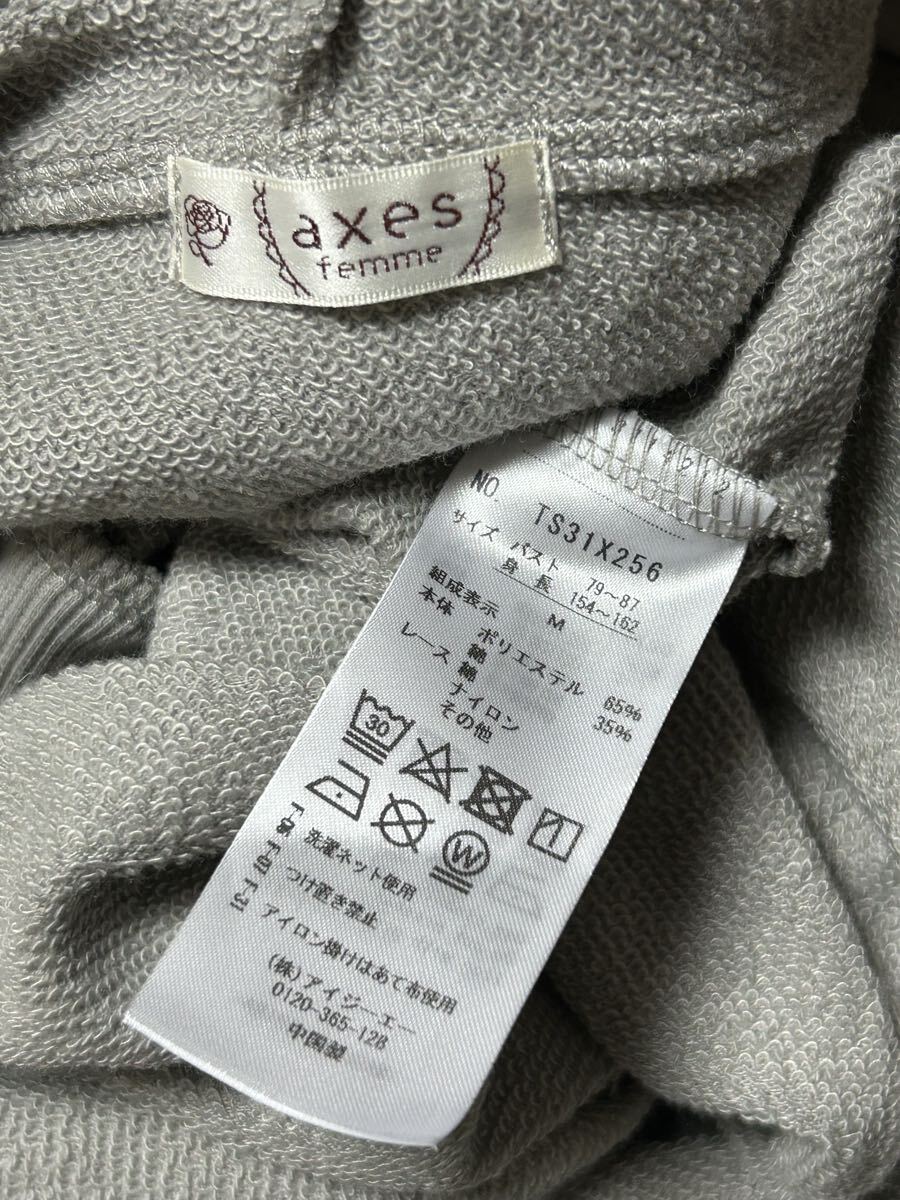 axes
femme
NO. TS31X256
サイズ バスト 79～87
身長 154～162
M
組成表示
本体 ポリエステル 65%
綿 35%
レース 綿
ナイロン
その他
30
W
F-06 F-07 F-31
洗濯ネット使用
つけ置き禁止
アイロン掛けはあて布使用
(株)アイジーエー
0120-365-128
中国製